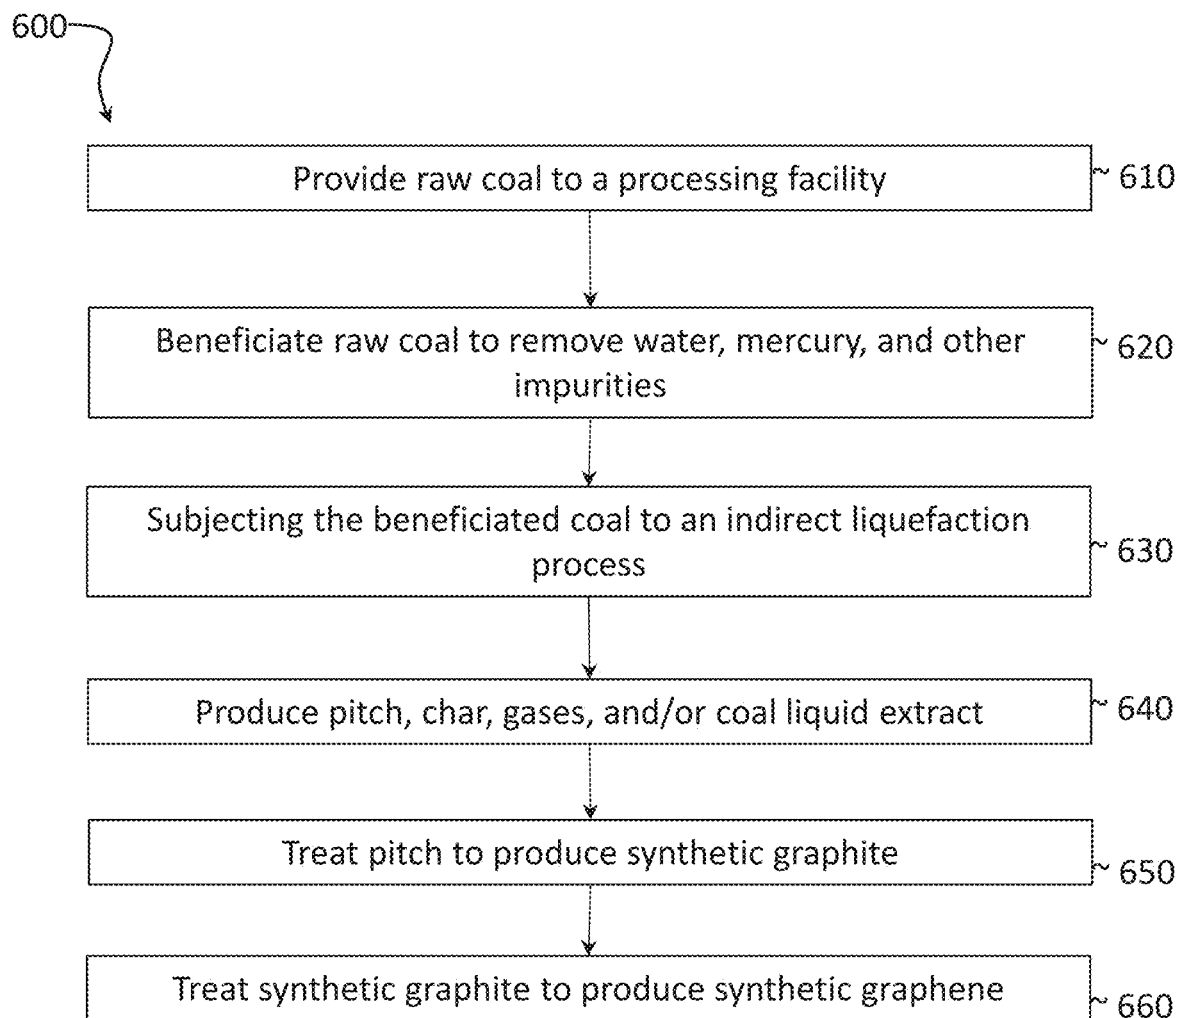 600
Provide raw coal to a processing facility
~ 610
Beneficiate raw coal to remove water, mercury, and other
impurities
~ 620
Subjecting the beneficiated coal to an indirect liquefaction
process
~ 630
Produce pitch, char, gases, and/or coal liquid extract
~ 640
Treat pitch to produce synthetic graphite
~ 650
Treat synthetic graphite to produce synthetic graphene
~ 660